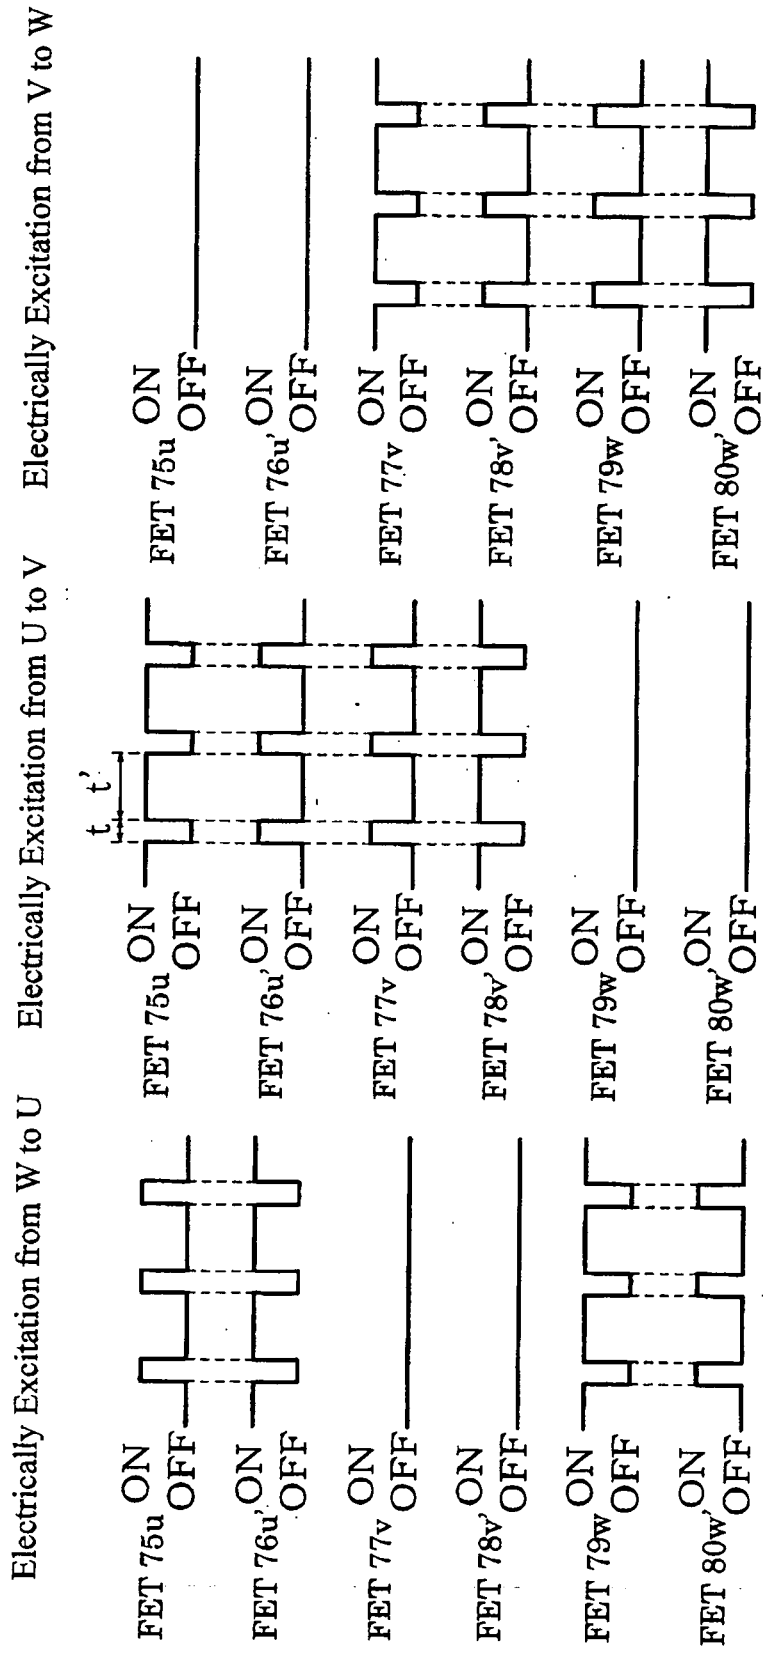 Electrically Excitation from W to U
FET 75u ON
OFF
FET 76u' ON
OFF
FET 77v ON
OFF
FET 78v' ON
OFF
FET 79w ON
OFF
FET 80w' ON
OFF
Electrically Excitation from U to V
t t'
FET 75u ON
OFF
FET 76u' ON
OFF
FET 77v ON
OFF
FET 78v' ON
OFF
FET 79w ON
OFF
FET 80w' ON
OFF
Electrically Excitation from V to W
FET 75u ON
OFF
FET 76u' ON
OFF
FET 77v ON
OFF
FET 78v' ON
OFF
FET 79w ON
OFF
FET 80w' ON
OFF